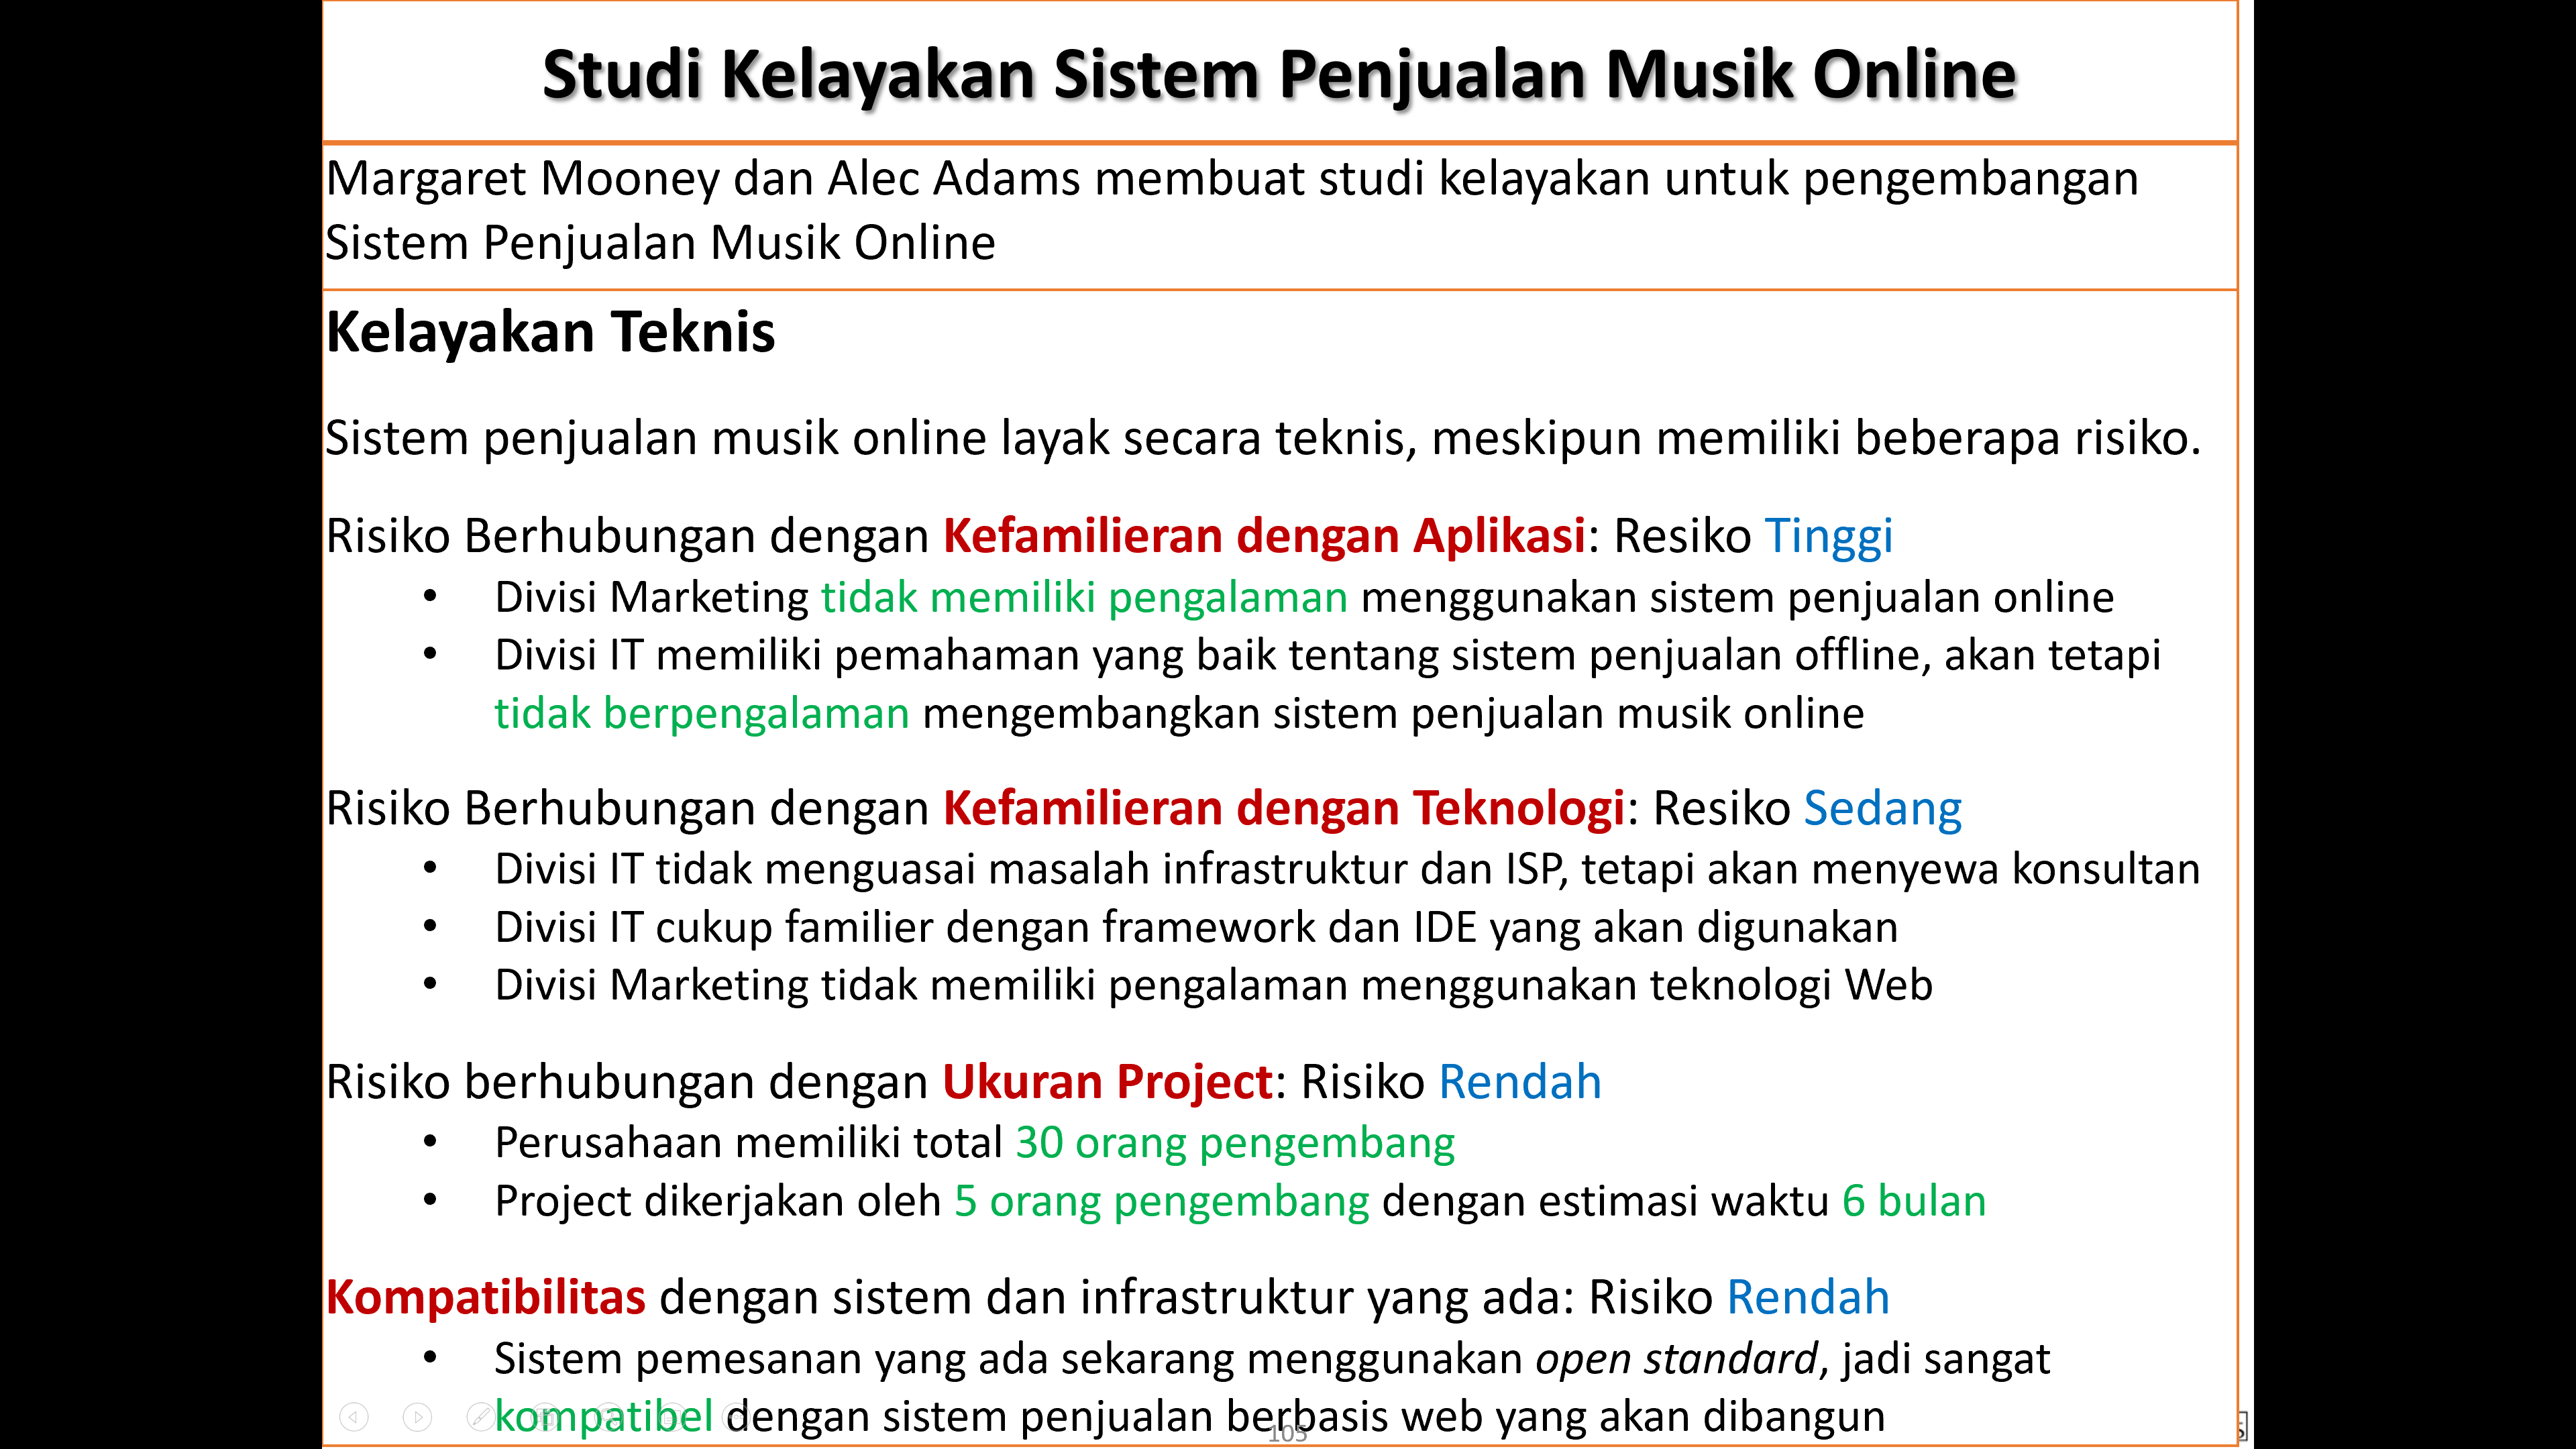 Studi Kelayakan Sistem Penjualan Musik Online
Margaret Mooney dan Alec Adams membuat studi kelayakan untuk pengembangan
Sistem Penjualan Musik Online
Kelayakan Teknis
Sistem penjualan musik online layak secara teknis, meskipun memiliki beberapa risiko.
Risiko Berhubungan dengan Kefamilieran dengan Aplikasi: Resiko Tinggi
• Divisi Marketing tidak memiliki pengalaman menggunakan sistem penjualan online
• Divisi IT memiliki pemahaman yang baik tentang sistem penjualan offline, akan tetapi
tidak berpengalaman mengembangkan sistem penjualan musik online
Risiko Berhubungan dengan Kefamilieran dengan Teknologi: Resiko Sedang
• Divisi IT tidak menguasai masalah infrastruktur dan ISP, tetapi akan menyewa konsultan
• Divisi IT cukup familier dengan framework dan IDE yang akan digunakan
• Divisi Marketing tidak memiliki pengalaman menggunakan teknologi Web
Risiko berhubungan dengan Ukuran Project: Risiko Rendah
• Perusahaan memiliki total 30 orang pengembang
• Project dikerjakan oleh 5 orang pengembang dengan estimasi waktu 6 bulan
Kompatibilitas dengan sistem dan infrastruktur yang ada: Risiko Rendah
• Sistem pemesanan yang ada sekarang menggunakan open standard, jadi sangat
kompatibel dengan sistem penjualan berbasis web yang akan dibangun
105